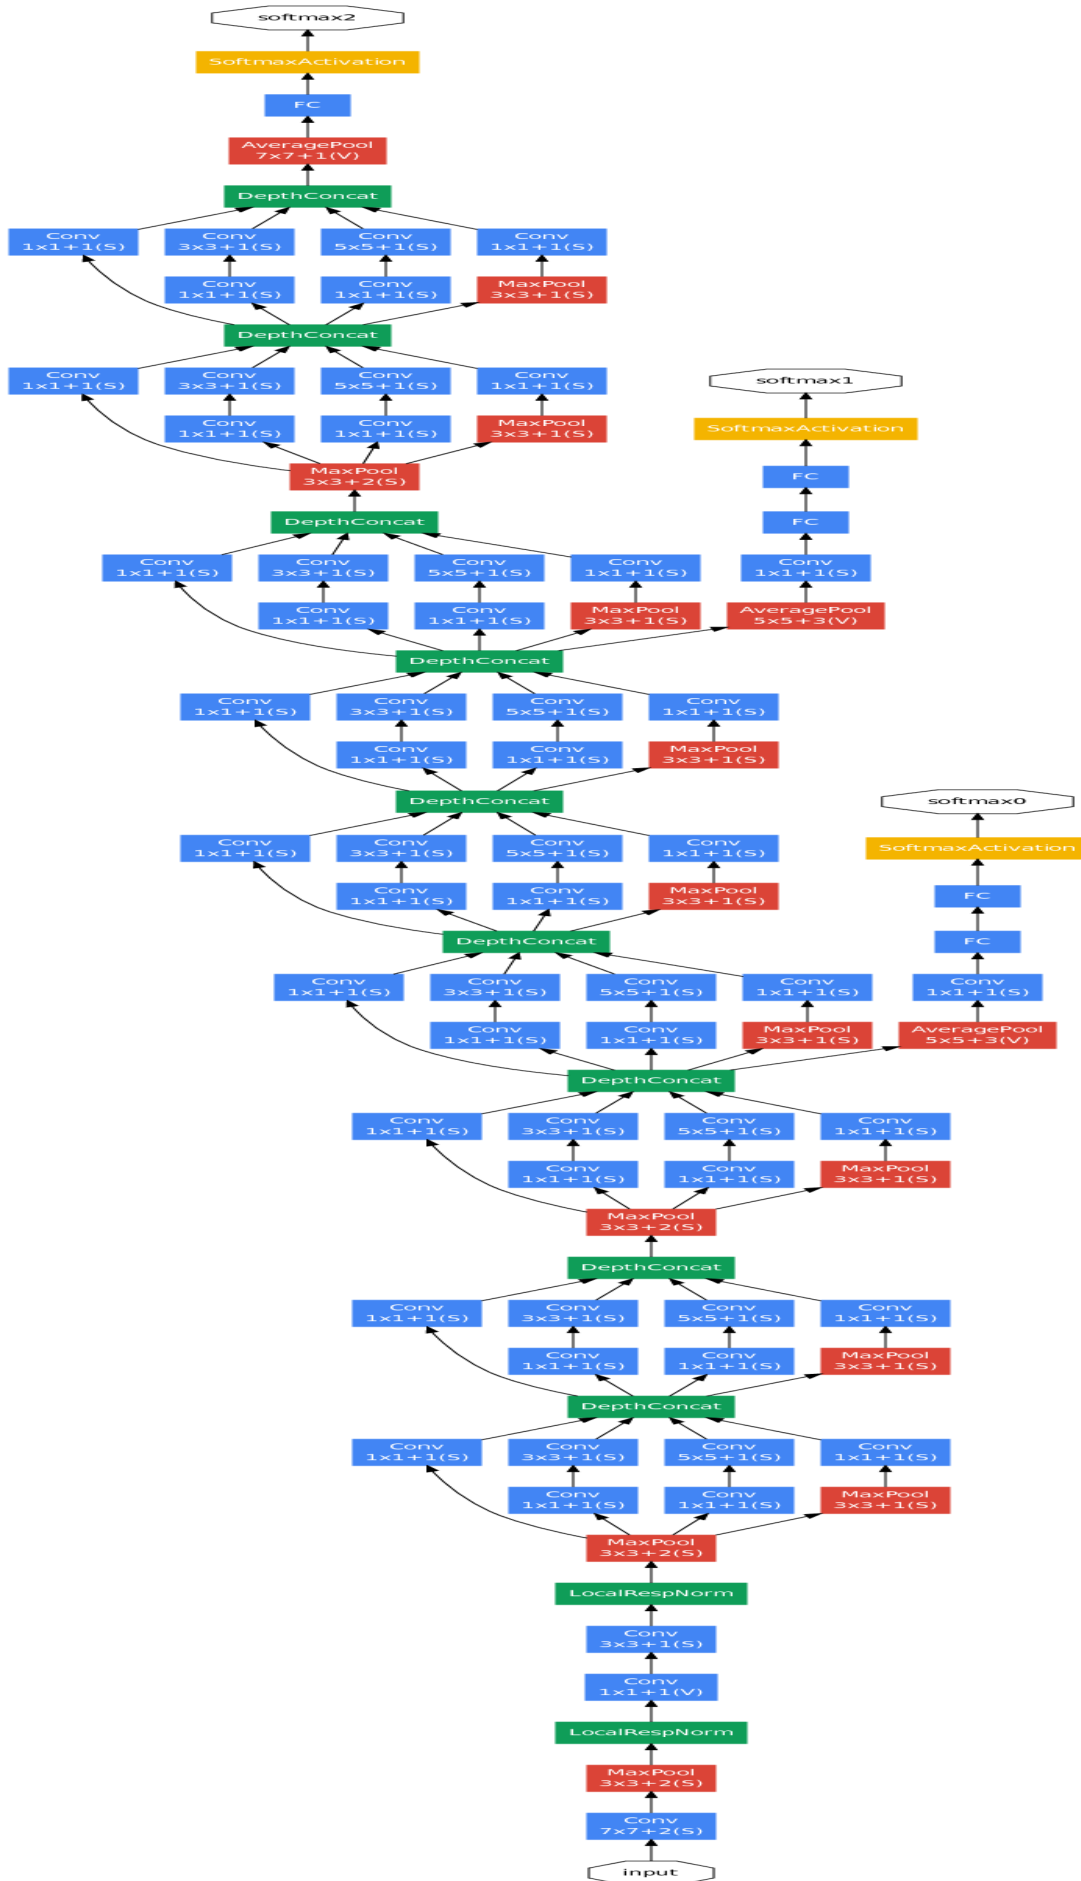 softmax2
SoftmaxActivation
FC
AveragePool
7x7+1(V)
DepthConcat
Conv
1x1+1(S)
Conv
3x3+1(S)
Conv
5x5+1(S)
Conv
1x1+1(S)
Conv
1x1+1(S)
Conv
1x1+1(S)
MaxPool
3x3+1(S)
DepthConcat
Conv
1x1+1(S)
Conv
3x3+1(S)
Conv
5x5+1(S)
Conv
1x1+1(S)
softmax1
Conv
1x1+1(S)
Conv
1x1+1(S)
MaxPool
3x3+1(S)
SoftmaxActivation
MaxPool
3x3+2(S)
FC
DepthConcat
FC
Conv
1x1+1(S)
Conv
3x3+1(S)
Conv
5x5+1(S)
Conv
1x1+1(S)
Conv
1x1+1(S)
Conv
1x1+1(S)
Conv
1x1+1(S)
MaxPool
3x3+1(S)
AveragePool
5x5+3(V)
DepthConcat
Conv
1x1+1(S)
Conv
3x3+1(S)
Conv
5x5+1(S)
Conv
1x1+1(S)
Conv
1x1+1(S)
Conv
1x1+1(S)
MaxPool
3x3+1(S)
DepthConcat
softmax0
Conv
1x1+1(S)
Conv
3x3+1(S)
Conv
5x5+1(S)
Conv
1x1+1(S)
SoftmaxActivation
Conv
1x1+1(S)
Conv
1x1+1(S)
MaxPool
3x3+1(S)
FC
DepthConcat
FC
Conv
1x1+1(S)
Conv
3x3+1(S)
Conv
5x5+1(S)
Conv
1x1+1(S)
Conv
1x1+1(S)
Conv
1x1+1(S)
Conv
1x1+1(S)
MaxPool
3x3+1(S)
AveragePool
5x5+3(V)
DepthConcat
Conv
1x1+1(S)
Conv
3x3+1(S)
Conv
5x5+1(S)
Conv
1x1+1(S)
Conv
1x1+1(S)
Conv
1x1+1(S)
MaxPool
3x3+1(S)
MaxPool
3x3+2(S)
DepthConcat
Conv
1x1+1(S)
Conv
3x3+1(S)
Conv
5x5+1(S)
Conv
1x1+1(S)
Conv
1x1+1(S)
Conv
1x1+1(S)
MaxPool
3x3+1(S)
DepthConcat
Conv
1x1+1(S)
Conv
3x3+1(S)
Conv
5x5+1(S)
Conv
1x1+1(S)
Conv
1x1+1(S)
Conv
1x1+1(S)
MaxPool
3x3+1(S)
MaxPool
3x3+2(S)
LocalRespNorm
Conv
3x3+1(S)
Conv
1x1+1(V)
LocalRespNorm
MaxPool
3x3+2(S)
Conv
7x7+2(S)
input